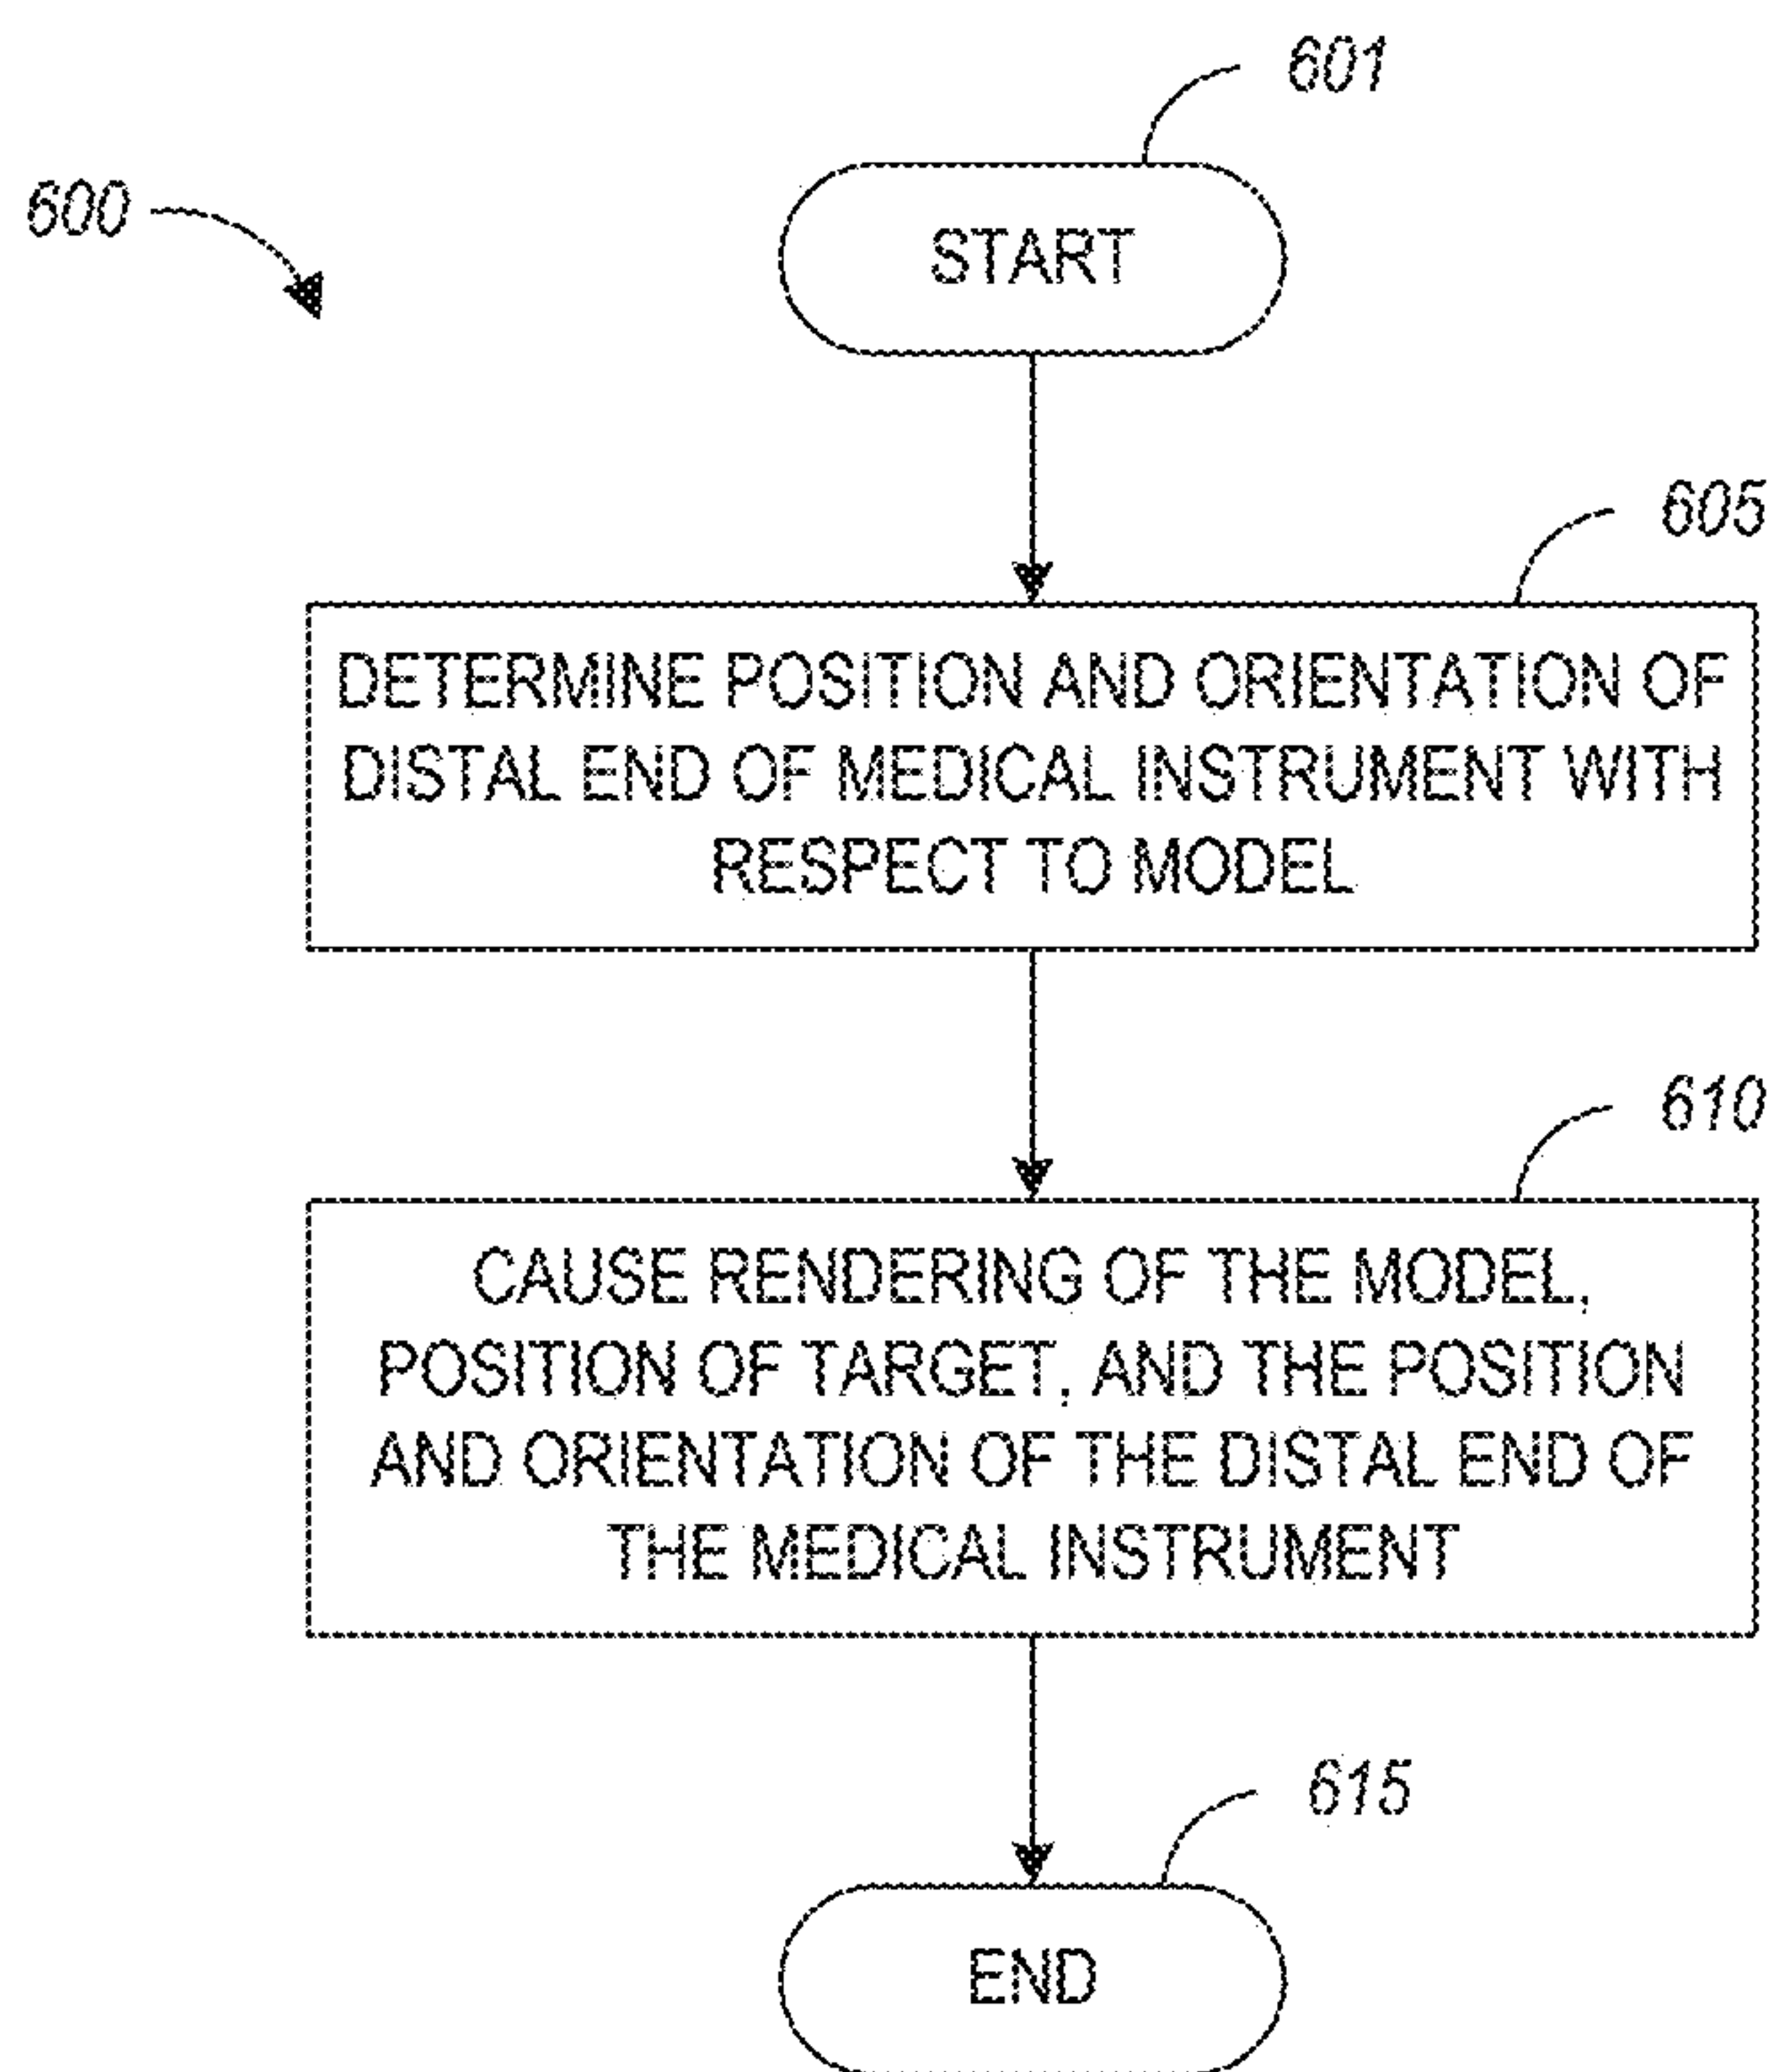 601
600
START
605
DETERMINE POSITION AND ORIENTATION OF
DISTAL END OF MEDICAL INSTRUMENT WITH
RESPECT TO MODEL
610
CAUSE RENDERING OF THE MODEL,
POSITION OF TARGET, AND THE POSITION
AND ORIENTATION OF THE DISTAL END OF
THE MEDICAL INSTRUMENT
615
END